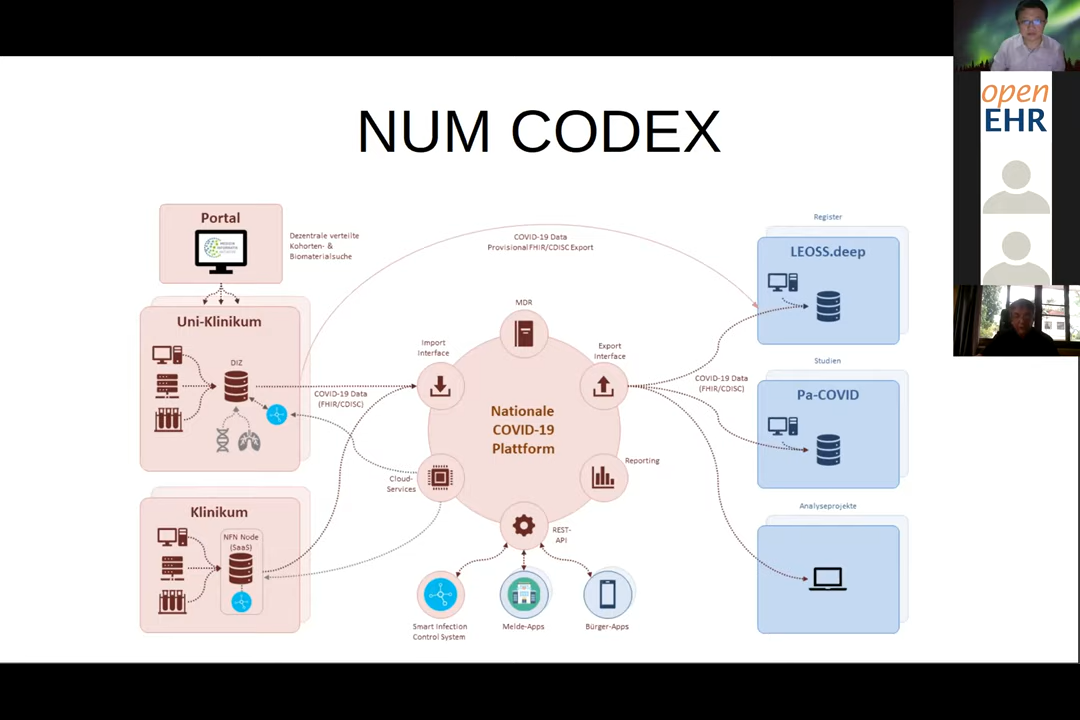 NUM CODEX
open
EHR
Portal
Dezentrale verteilte
Kohorten- &
Biomaterialsuche
COVID-19 Data
Provisional FHIR/CDISC Export
Register
LEOSS.deep
Uni-Klinikum
DIZ
MDR
Import
Interface
Export
Interface
COVID-19 Data
(FHIR/CDISC)
COVID-19 Data
(FHIR/CDISC)
Nationale
COVID-19
Plattform
Studien
Pa-COVID
Cloud-
Services
Reporting
Klinikum
NFN Node
(SaaS)
REST-
API
Analyseprojekte
Smart Infection
Control System
Melde-Apps
Bürger-Apps